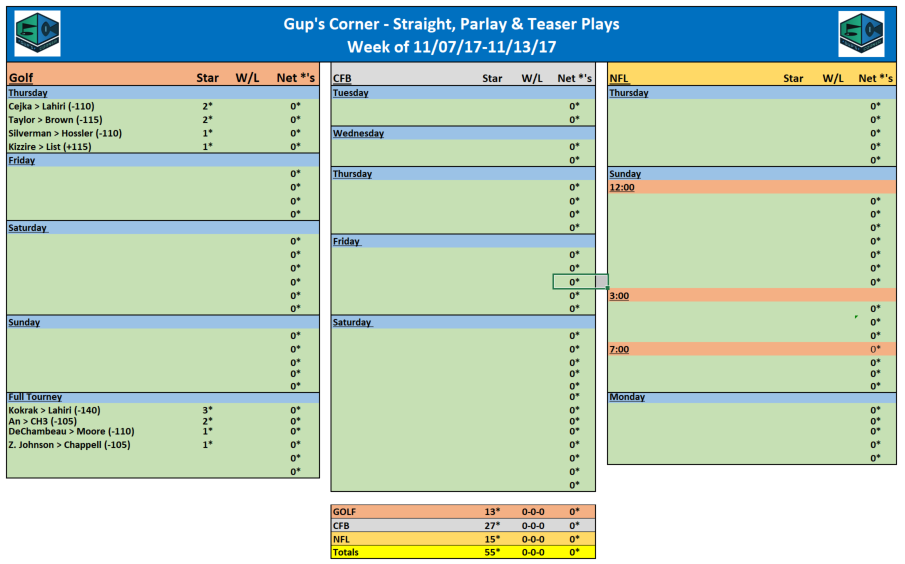 Gup's Corner - Straight, Parlay & Teaser Plays
Week of 11/07/17-11/13/17
Golf Star W/L Net *'s
Thursday
Cejka > Lahiri (-110) 2* 0*
Taylor > Brown (-115) 2* 0*
Silverman > Hossler (-110) 1* 0*
Kizzire > List (+115) 1* 0*
Friday
0*
0*
0*
0*
Saturday
0*
0*
0*
0*
0*
0*
Sunday
0*
0*
0*
0*
0*
Full Tourney
Kokrak > Lahiri (-140) 3* 0*
An > CH3 (-105) 2* 0*
DeChambeau > Moore (-110) 1* 0*
Z. Johnson > Chappell (-105) 1* 0*
0*
0*
CFB Star W/L Net *'s
Tuesday
0*
0*
Wednesday
0*
0*
Thursday
0*
0*
0*
0*
Friday
0*
0*
0*
0*
0*
Saturday
0*
0*
0*
0*
0*
0*
0*
0*
0*
0*
0*
0*
NFL Star W/L Net *'s
Thursday
0*
0*
0*
0*
0*
Sunday
12:00
0*
0*
0*
0*
0*
0*
0*
3:00
0*
0*
0*
7:00 0*
0*
0*
0*
Monday
0*
0*
0*
0*
0*
GOLF 13* 0-0-0 0*
CFB 27* 0-0-0 0*
NFL 15* 0-0-0 0*
Totals 55* 0-0-0 0*